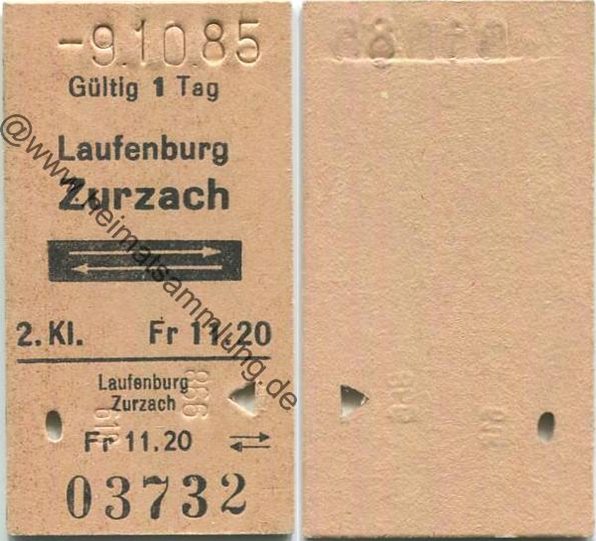 -9.10.85
Gültig 1 Tag
Laufenburg
Zurzach
2. Kl. Fr 11.20
Laufenburg
Zurzach
Fr 11.20
03732
@www.heimatsammlung.de